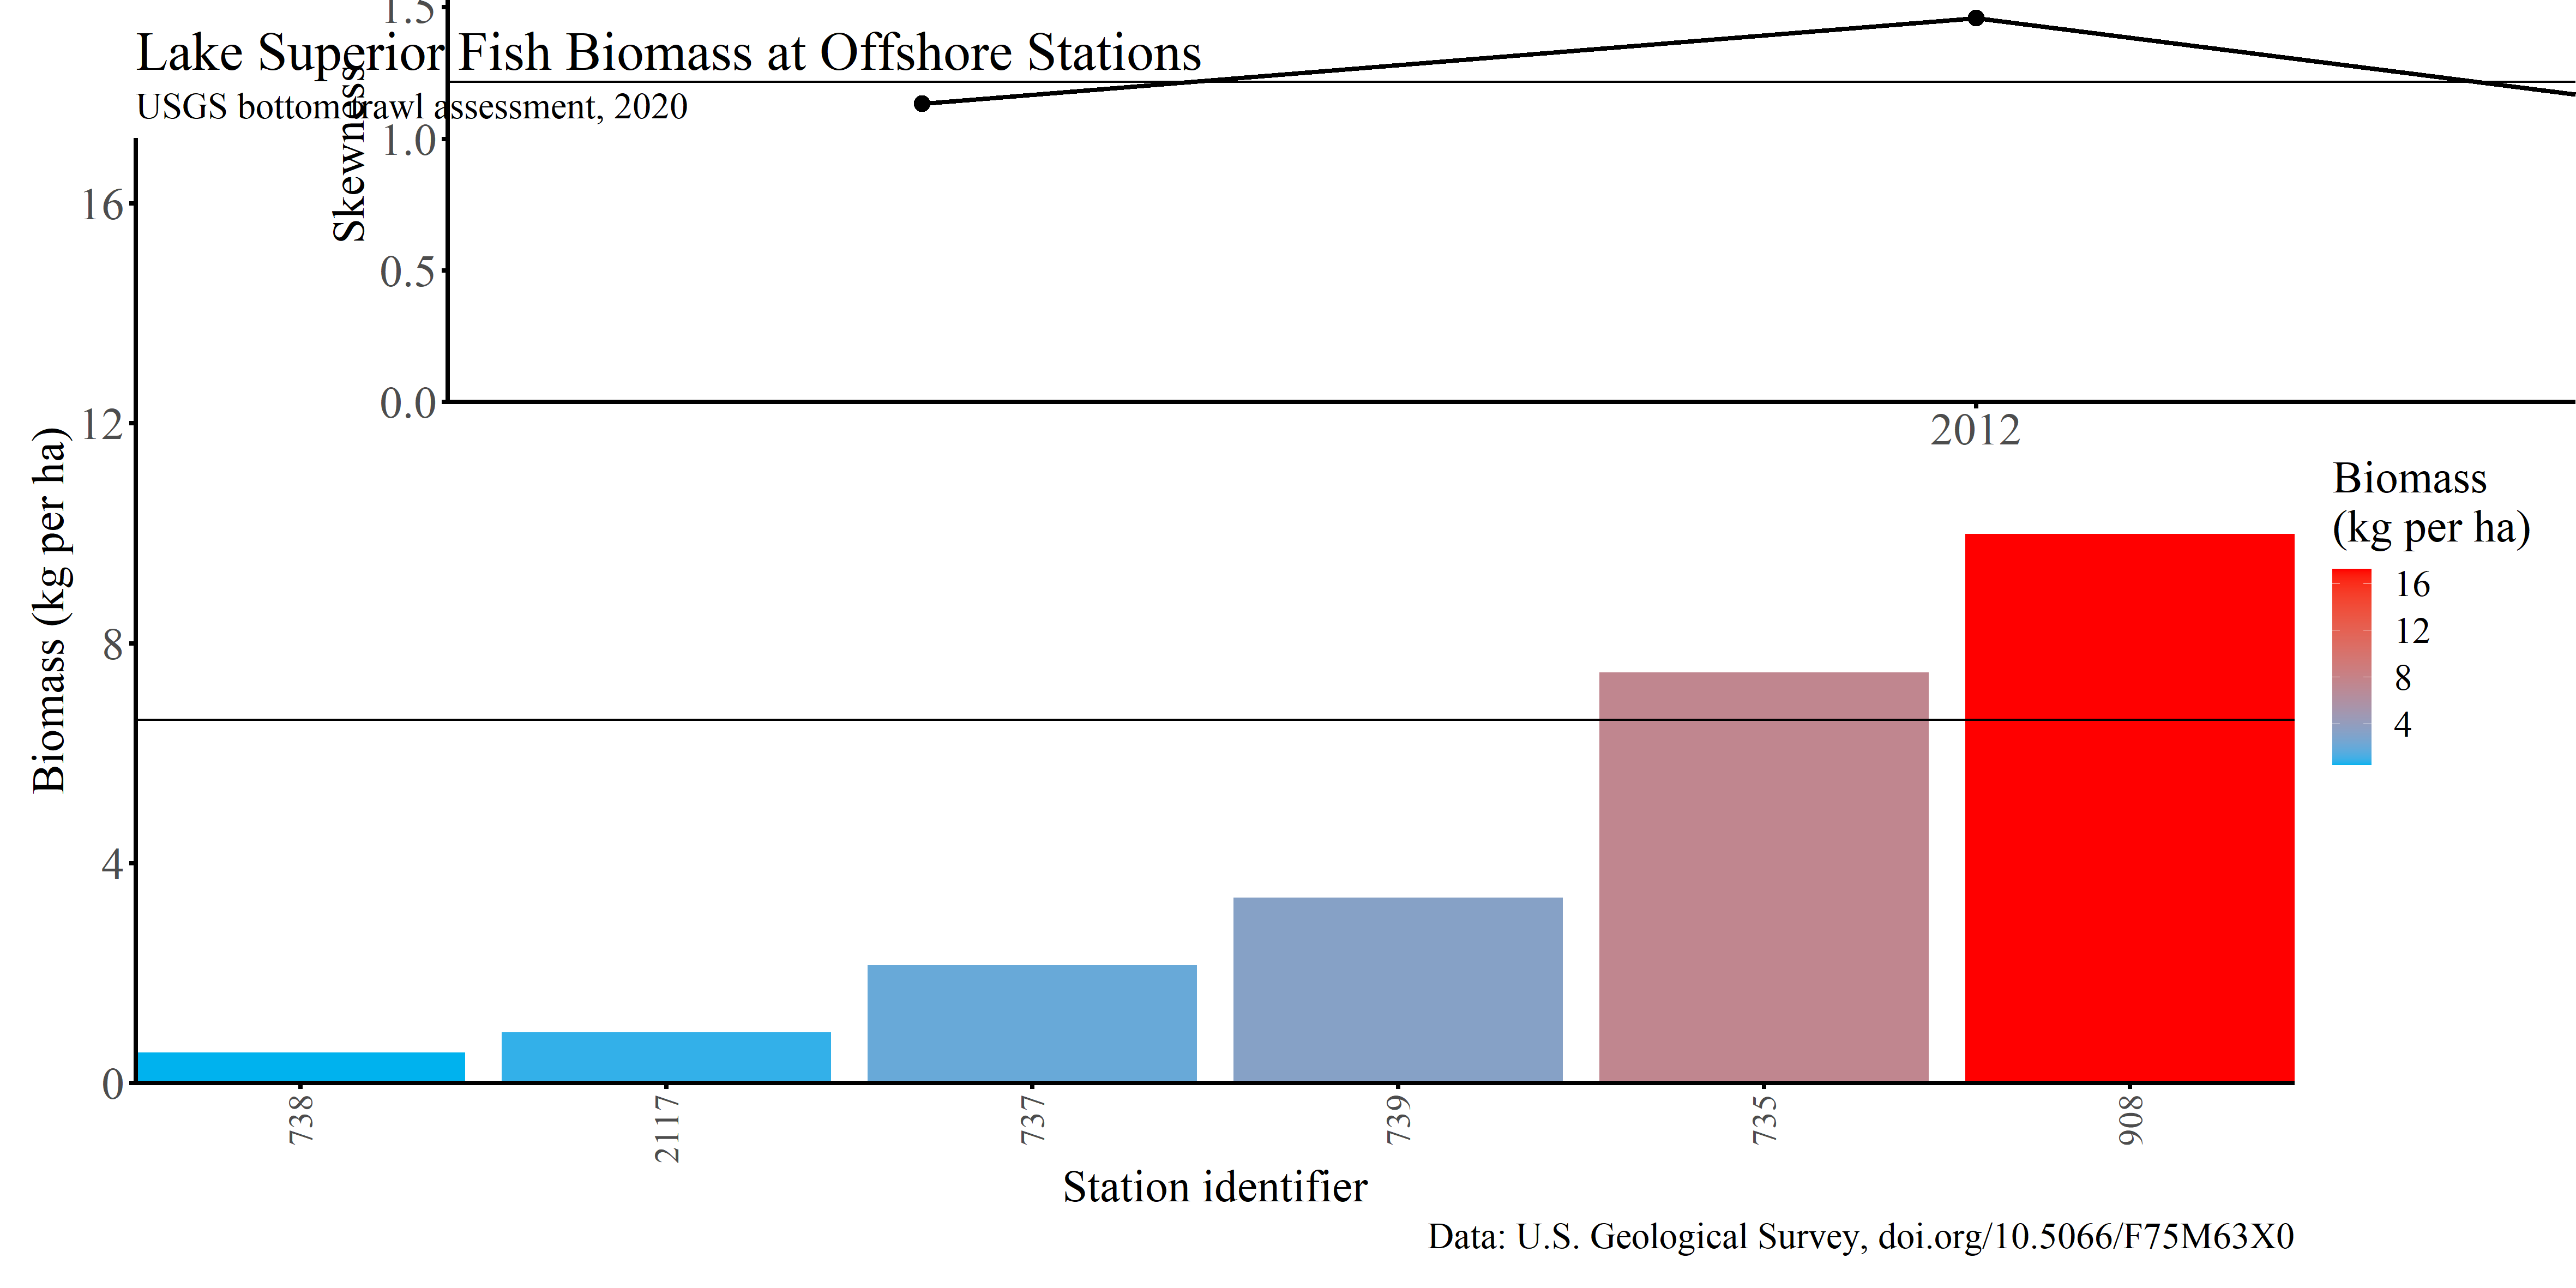 1.5
Lake Superior Fish Biomass at Offshore Stations
USGS bottom trawl assessment, 2020
Skewness
1.0
0.5
0.0
2012
16
12
8
4
0
Biomass (kg per ha)
Biomass
(kg per ha)
16
12
8
4
738
2117
737
739
735
908
Station identifier
Data: U.S. Geological Survey, doi.org/10.5066/F75M63X0